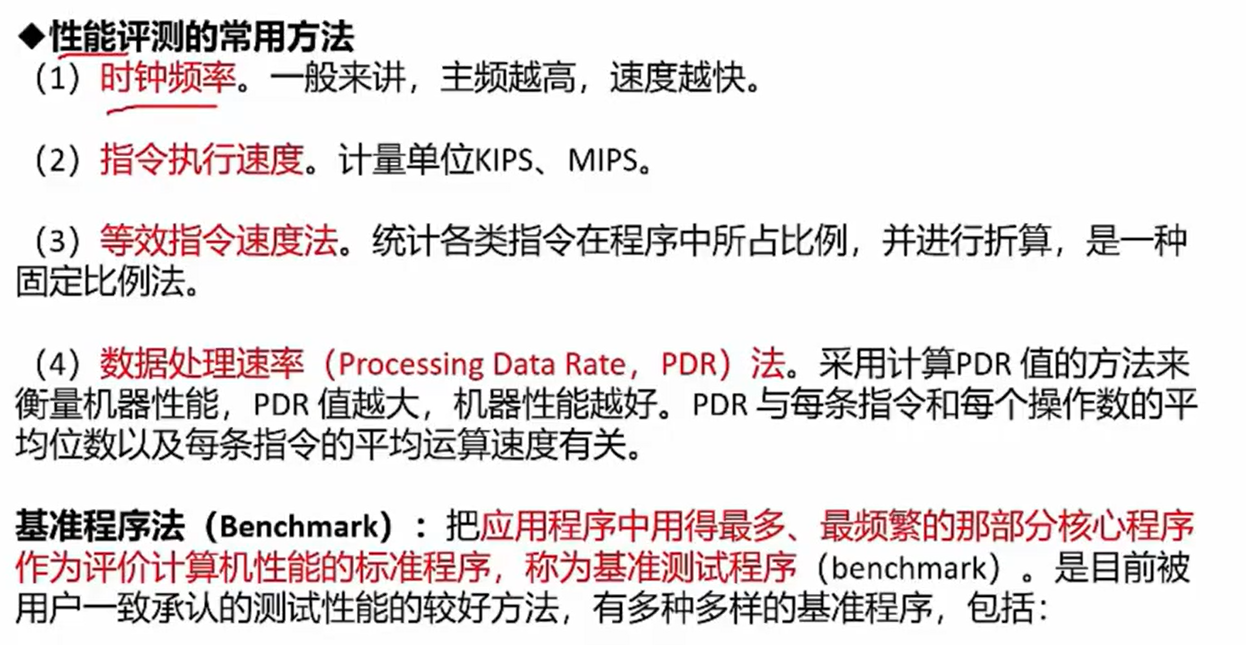 ◆性能评测的常用方法
（1）时钟频率。一般来讲，主频越高，速度越快。
（2）指令执行速度。计量单位KIPS、MIPS。
（3）等效指令速度法。统计各类指令在程序中所占比例，并进行折算，是一种
固定比例法。
（4）数据处理速率（Processing Data Rate，PDR）法。采用计算PDR 值的方法来
衡量机器性能，PDR 值越大，机器性能越好。PDR 与每条指令和每个操作数的平
均位数以及每条指令的平均运算速度有关。
基准程序法（Benchmark）：把应用程序中用得最多、最频繁的那部分核心程序
作为评价计算机性能的标准程序，称为基准测试程序（benchmark）。是目前被
用户一致承认的测试性能的较好方法，有多种多样的基准程序，包括：